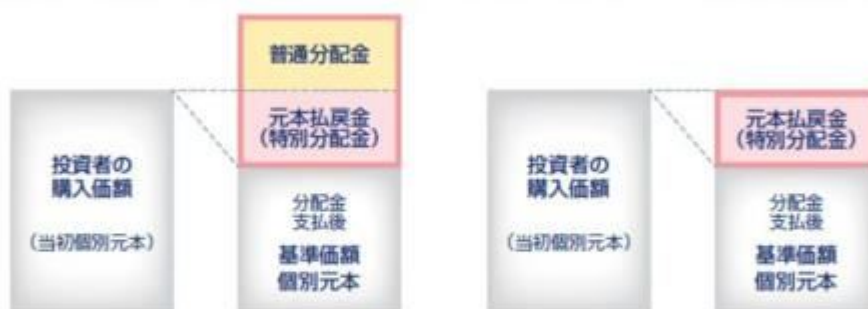 普通分配金
元本払戻金
(特別分配金)
投資者の
購入価額
(当初個別元本)
分配金
支払後
基準価額
個別元本
元本払戻金
(特別分配金)
投資者の
購入価額
(当初個別元本)
分配金
支払後
基準価額
個別元本